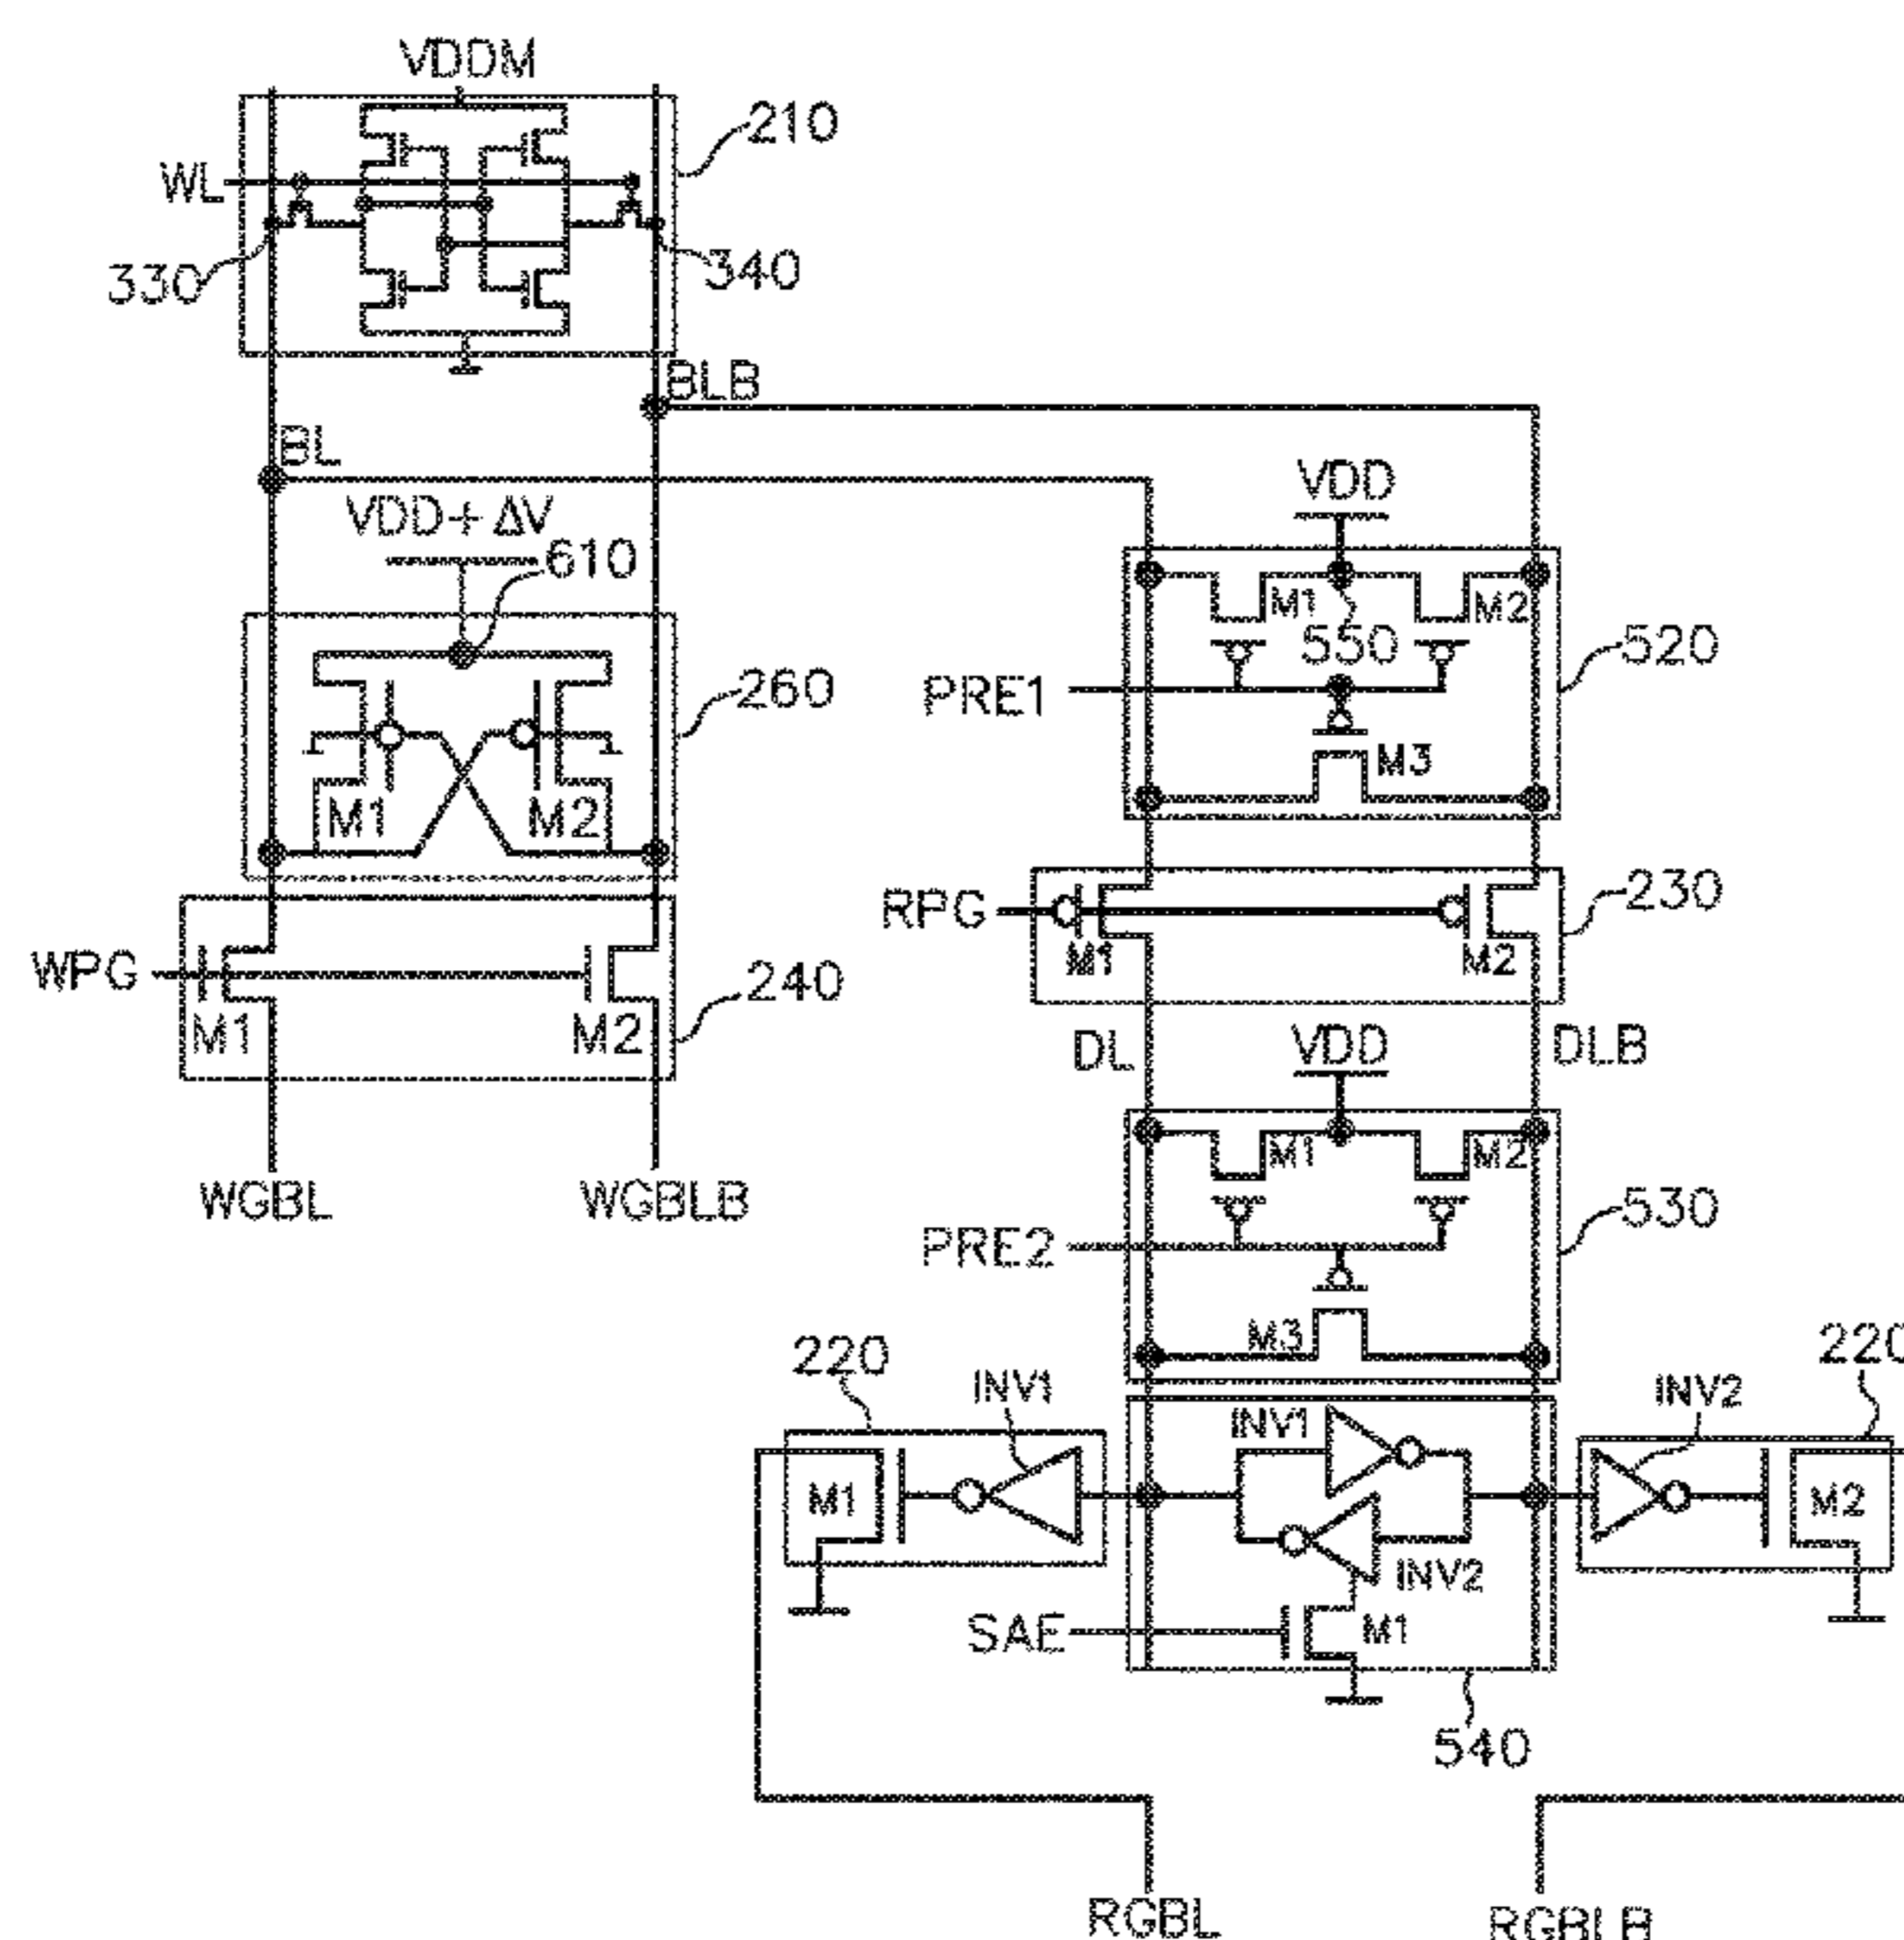 VDDM
210
WL
330
340
BLB
BL
VDD
VDD+ ΔV
610
M1
M2
550
520
260
PRE1
M3
M1
M2
RPG
230
M1
M2
WPG
240
M1
M2
DL
VDD
DLB
M1
M2
WGBL
WGBLB
530
PRE2
M3
220
INV1
INV1
INV2
220
M1
M2
INV2
SAE
M1
540
RGBL
RGBLB